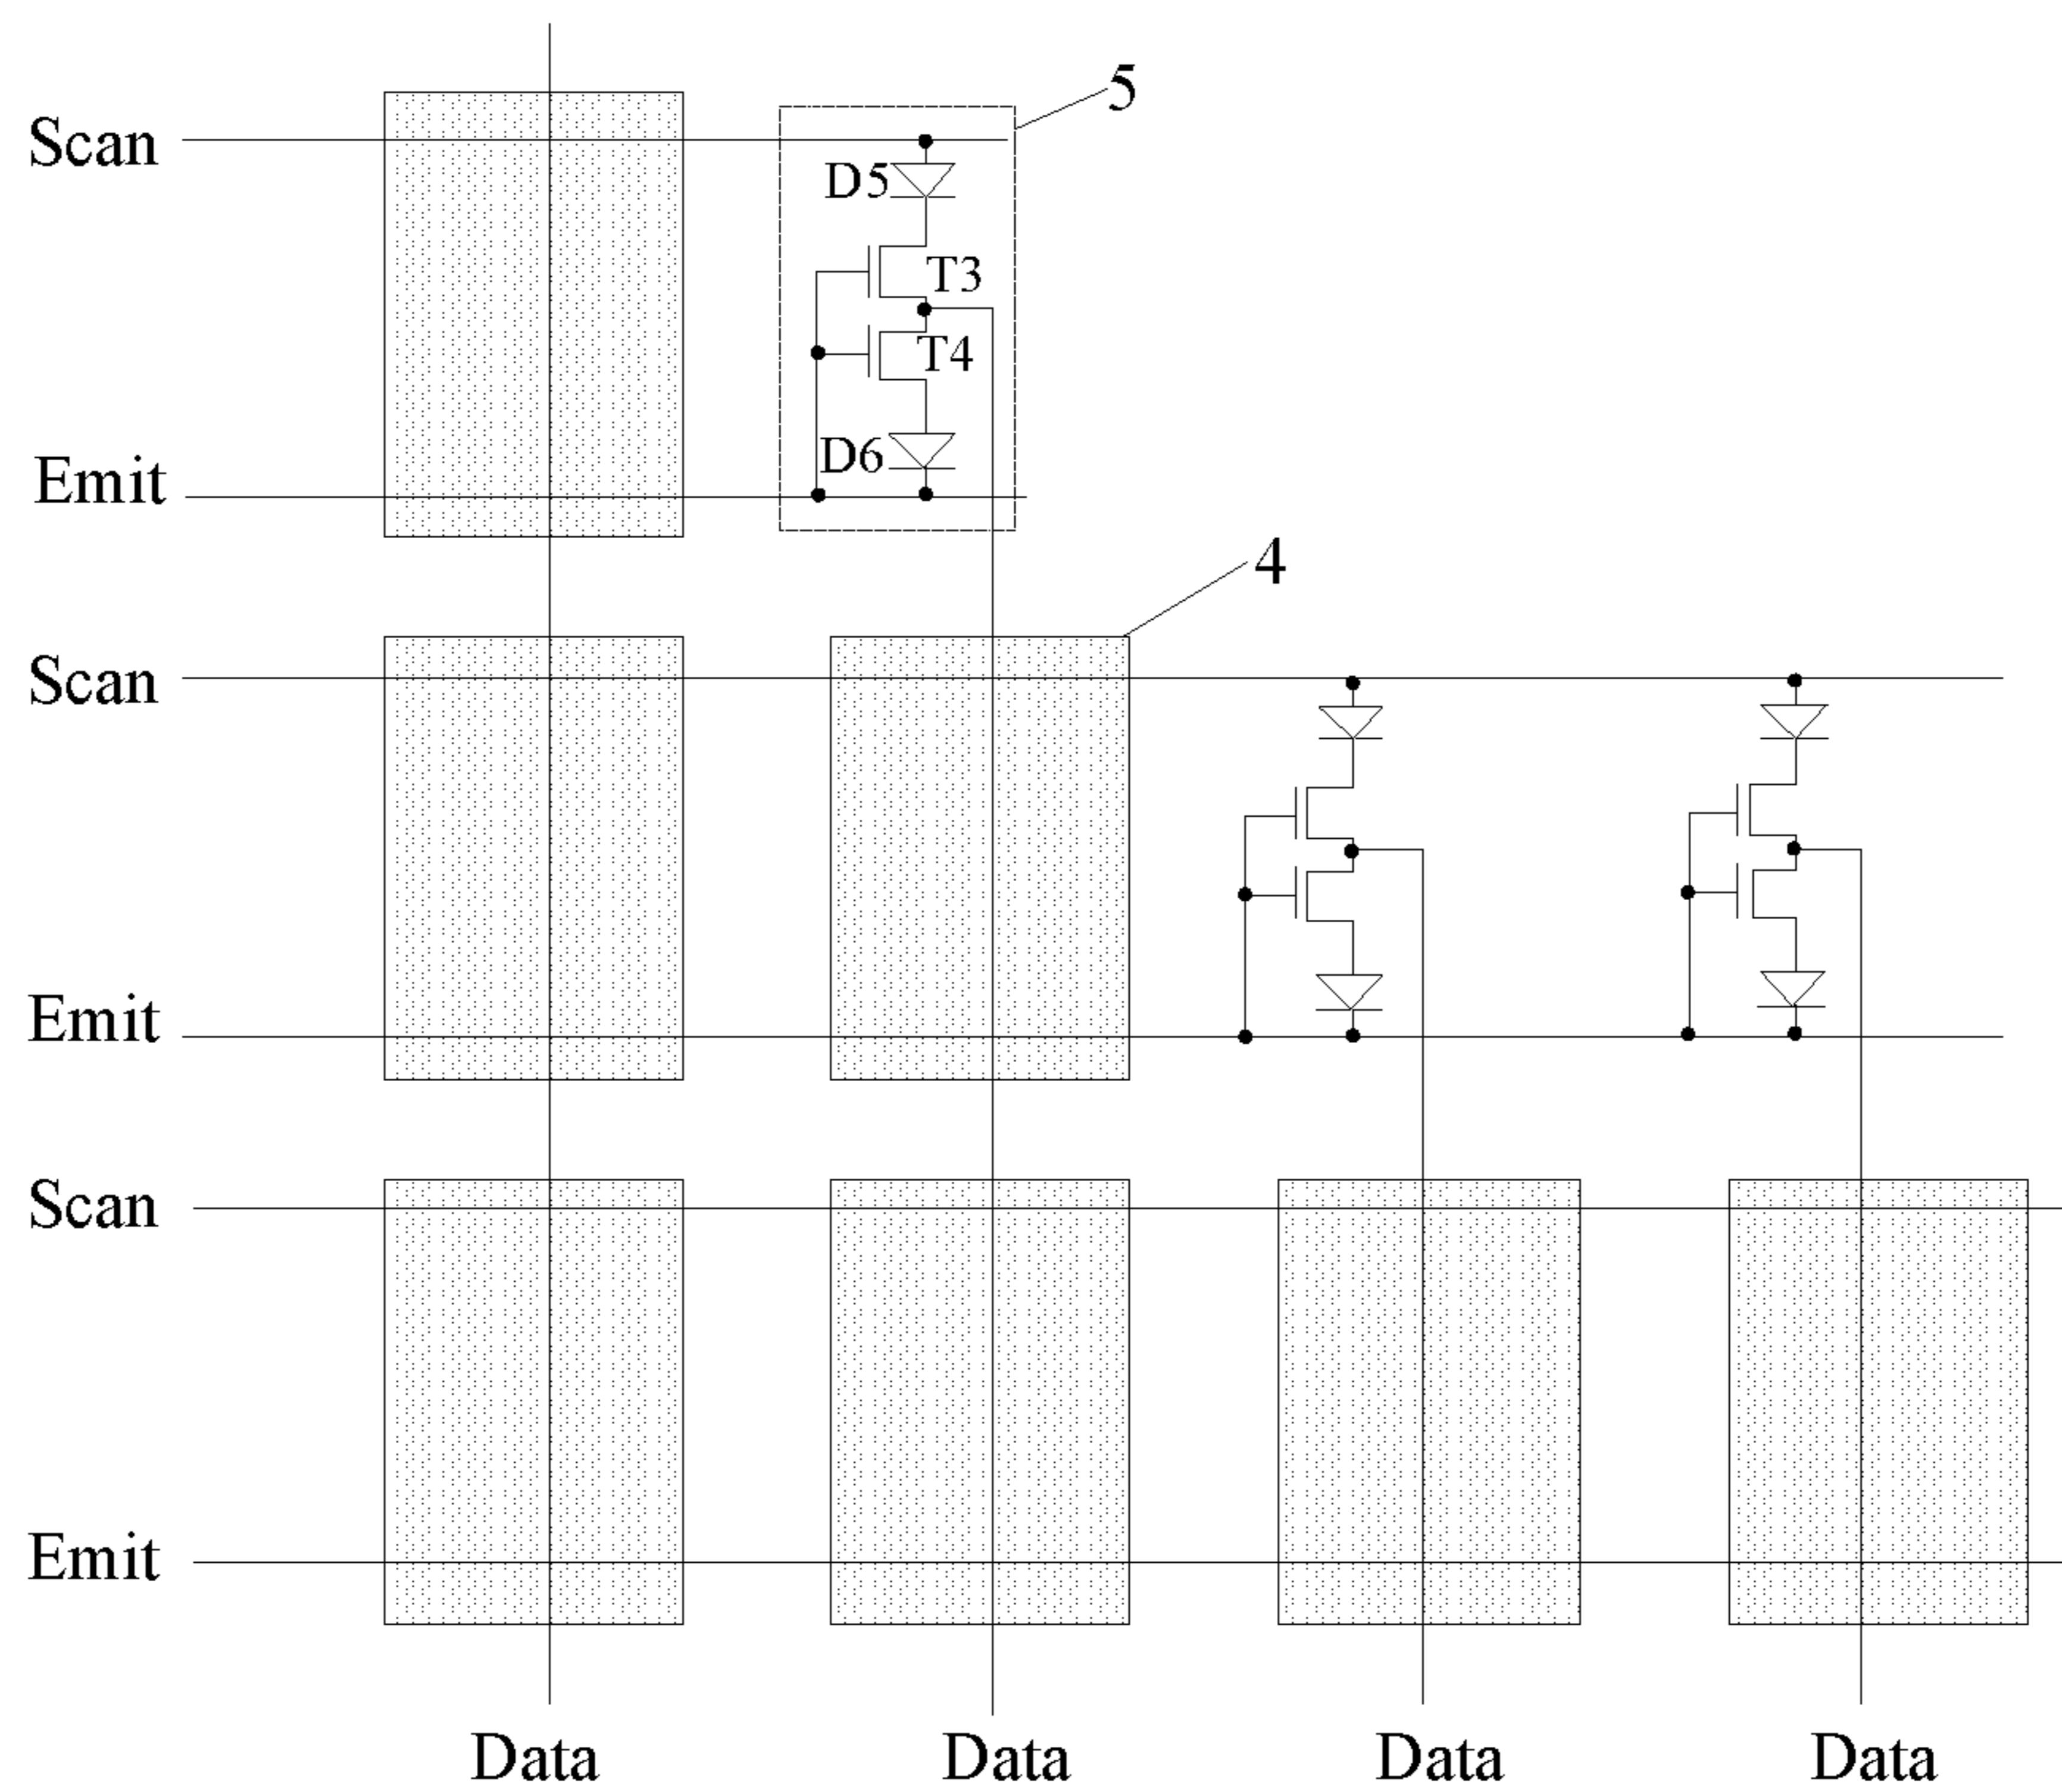 5
Scan
D5
T3
T4
D6
Emit
4
Scan
Emit
Scan
Emit
Data Data Data Data